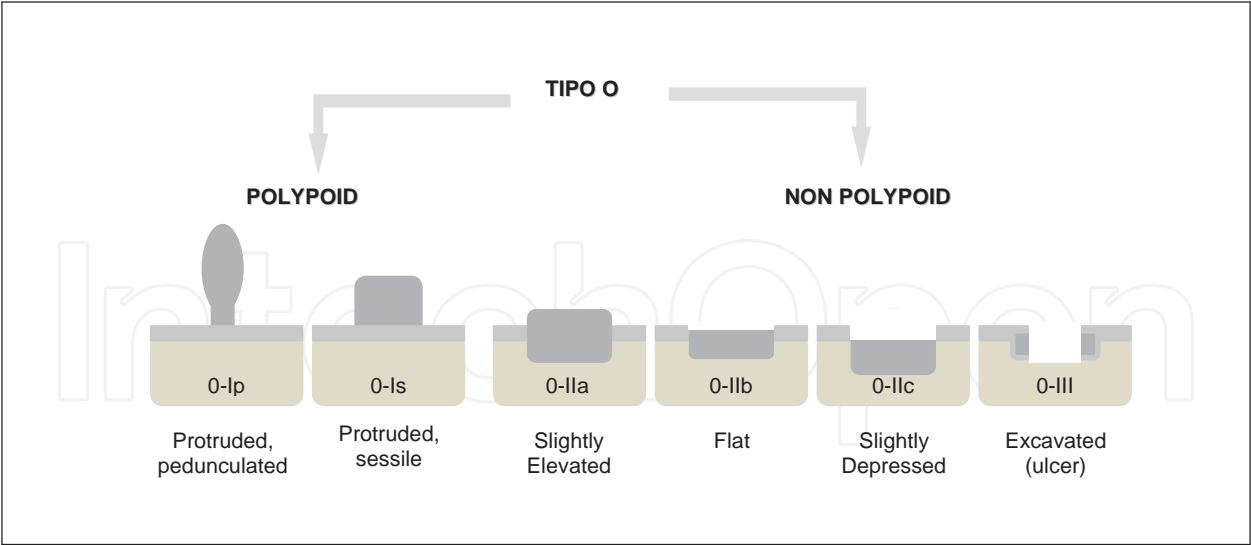 TIPO O
POLYPOID
NON POLYPOID
IntechOpen
0-Ip
0-Is
0-IIa
0-IIb
0-IIc
0-III
Protruded,
pedunculated
Protruded,
sessile
Slightly
Elevated
Flat
Slightly
Depressed
Excavated
(ulcer)